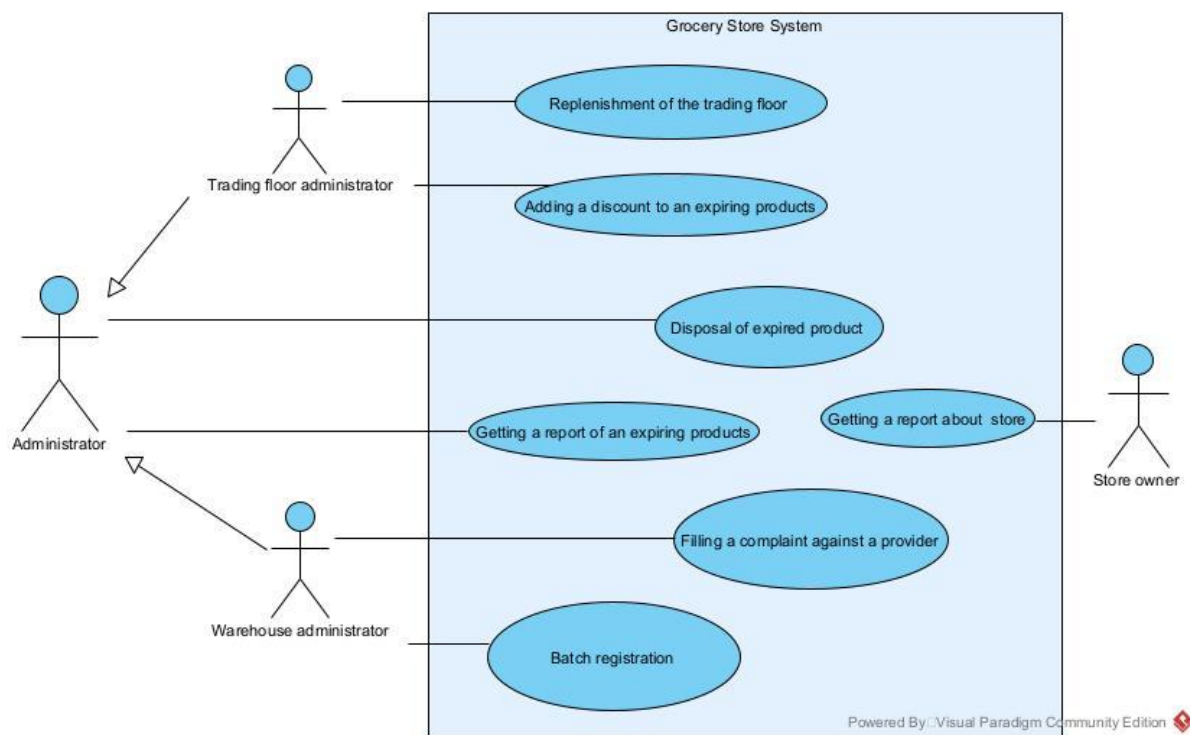 Grocery Store System
Replenishment of the trading floor
Trading floor administrator
Adding a discount to an expiring products
Disposal of expired product
Administrator
Getting a report of an expiring products
Getting a report about store
Store owner
Filling a complaint against a provider
Warehouse administrator
Batch registration
Powered By Visual Paradigm Community Edition